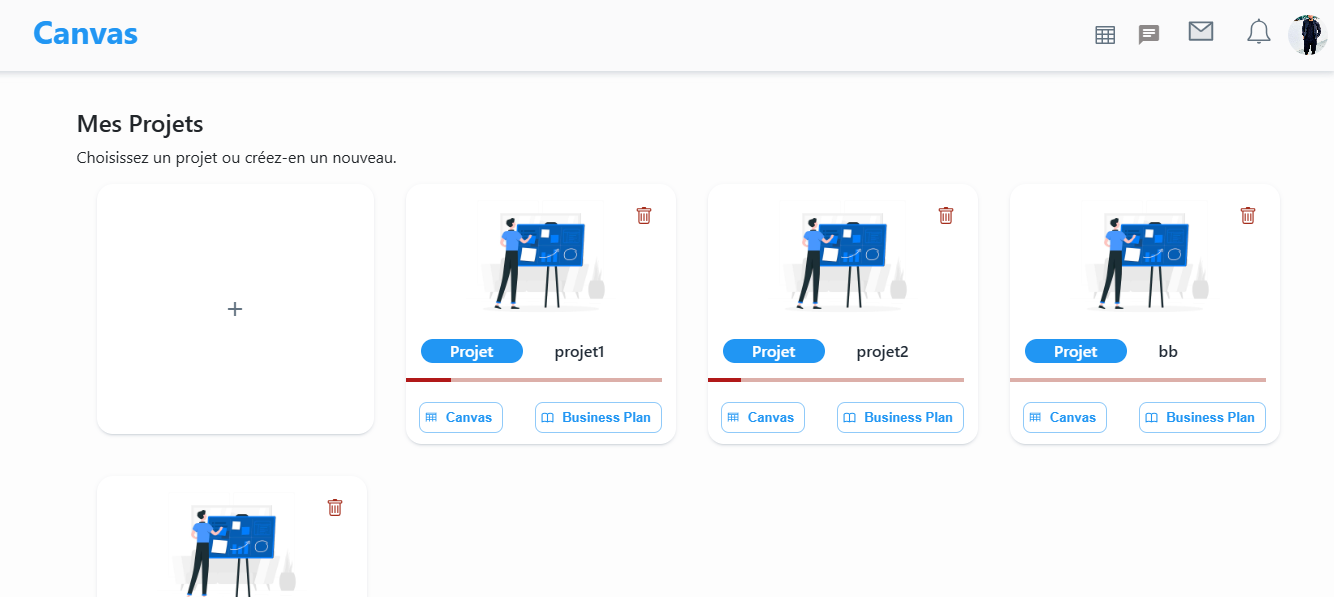 Canvas
Mes Projets
Choisissez un projet ou créez-en un nouveau.
+
Projet projet1
Canvas Business Plan
Projet projet2
Canvas Business Plan
Projet bb
Canvas Business Plan